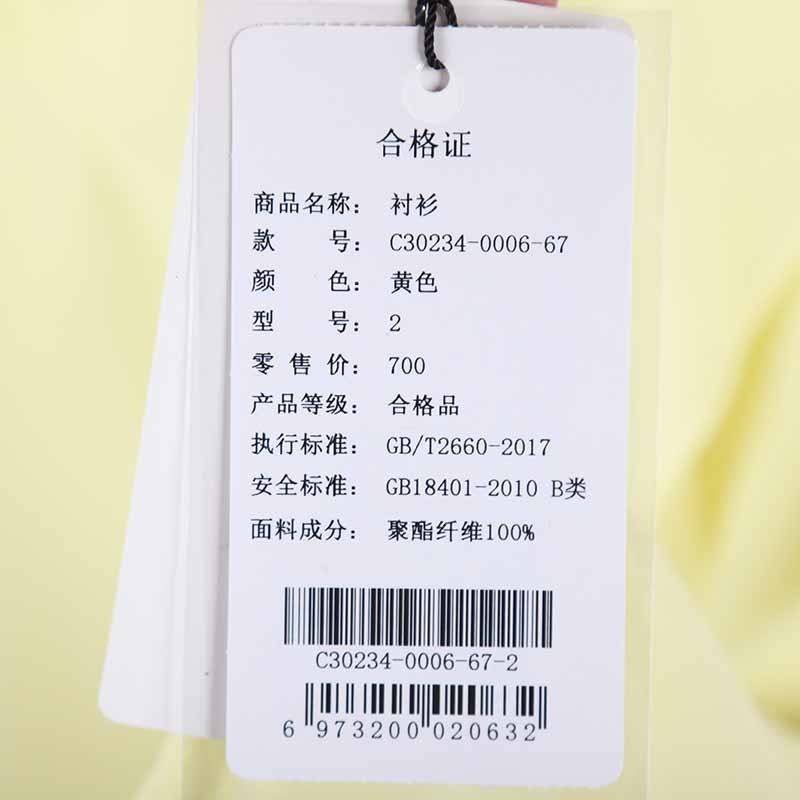 合格证
商品名称： 衬衫
款 号： C30234-0006-67
颜 色： 黄色
型 号： 2
零 售 价： 700
产品等级： 合格品
执行标准： GB/T2660-2017
安全标准： GB18401-2010 B类
面料成分： 聚酯纤维100%
C30234-0006-67-2
6 973200 020632